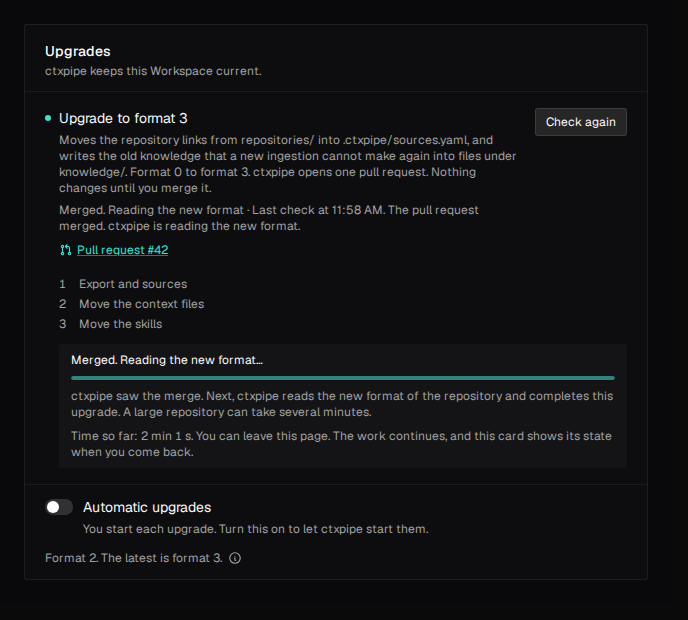 Upgrades
ctxpipe keeps this Workspace current.
Upgrade to format 3
Check again
Moves the repository links from repositories/ into .ctxpipe/sources.yaml, and
writes the old knowledge that a new ingestion cannot make again into files under
knowledge/. Format 0 to format 3. ctxpipe opens one pull request. Nothing
changes until you merge it.
Merged. Reading the new format · Last check at 11:58 AM. The pull request
merged. ctxpipe is reading the new format.
Pull request #42
1 Export and sources
2 Move the context files
3 Move the skills
Merged. Reading the new format…
ctxpipe saw the merge. Next, ctxpipe reads the new format of the repository and completes this
upgrade. A large repository can take several minutes.
Time so far: 2 min 1 s. You can leave this page. The work continues, and this card shows its state
when you come back.
Automatic upgrades
You start each upgrade. Turn this on to let ctxpipe start them.
Format 2. The latest is format 3.